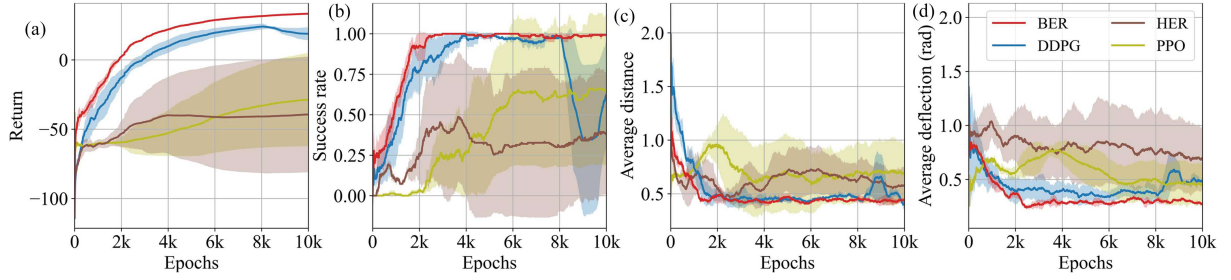 (a)
Return
0
−50
−100
0
2k
4k
6k
8k
10k
Epochs
(b)
Success rate
1.00
0.75
0.50
0.25
0.00
0
2k
4k
6k
8k
10k
Epochs
(c)
Average distance
2.0
1.5
1.0
0.5
0
2k
4k
6k
8k
10k
Epochs
(d)
Average deflection (rad)
2.0
1.5
1.0
0.5
0
2k
4k
6k
8k
10k
Epochs
BER
HER
DDPG
PPO